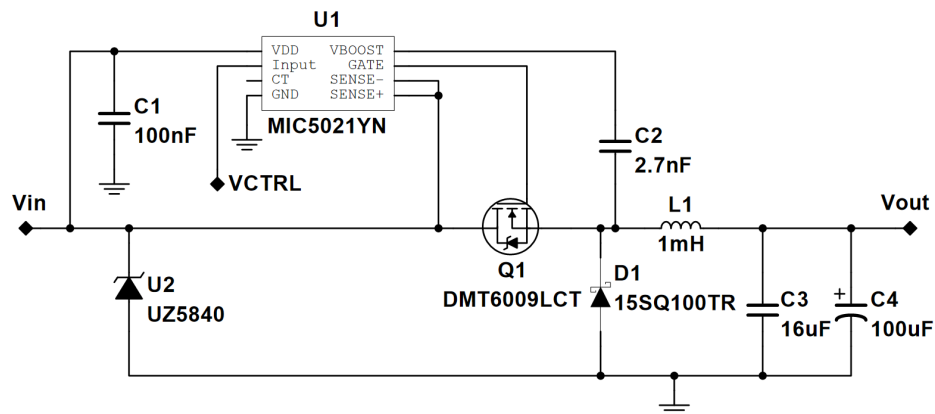 U1
VDD VBOOST
Input GATE
CT SENSE-
GND SENSE+
MIC5021YN
C1
100nF
VCTRL
C2
2.7nF
Vin
L1
1mH
Vout
Q1
DMT6009LCT
U2
UZ5840
D1
15SQ100TR
C3
16uF
+
C4
100uF